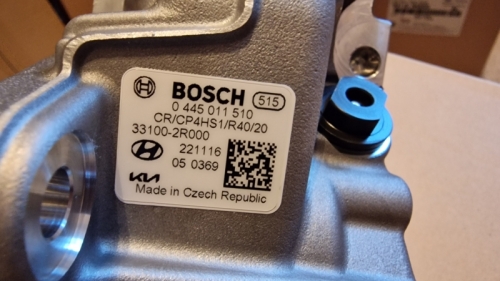 BOSCH 515
0 445 011 510
CR/CP4HS1/R40/20
33100-2R000
221116
05 0369
KIA
Made in Czech Republic